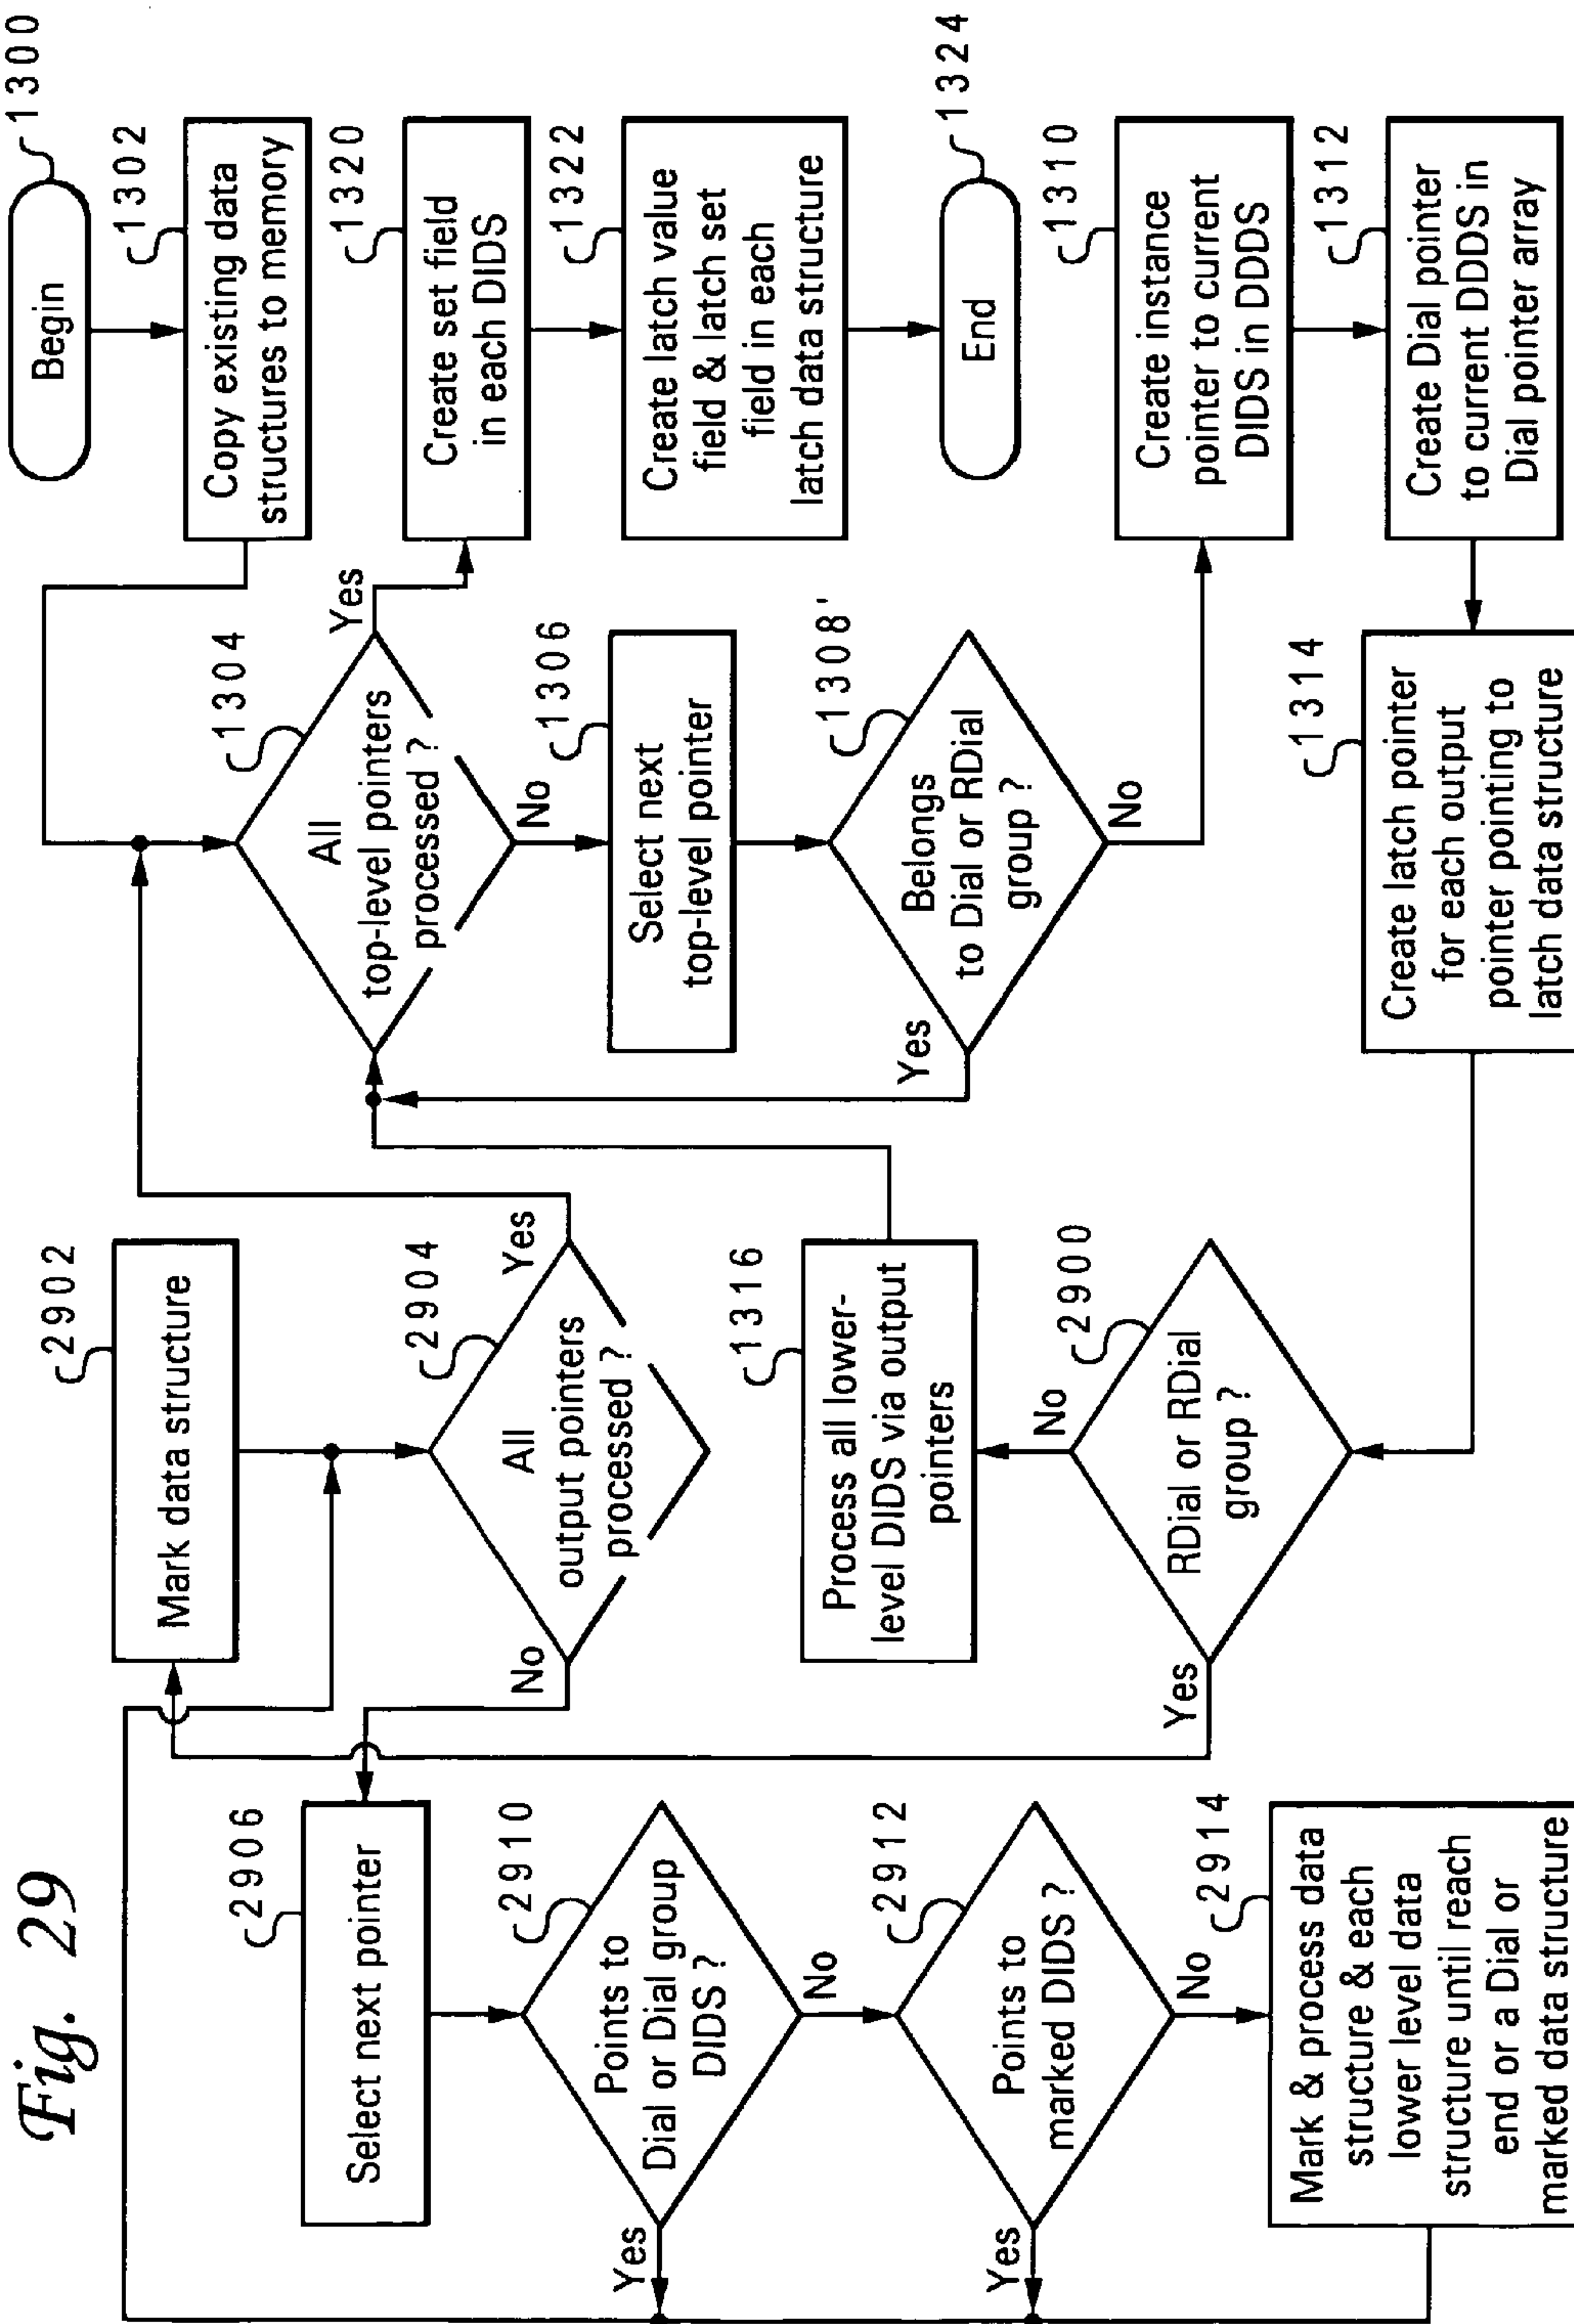 Fig. 29
Begin
1300
1302
Copy existing data
structures to memory
1304
All
top-level pointers
processed ?
Yes
No
1320
Create set field
in each DIDS
1322
Create latch value
field & latch set
field in each
latch data structure
End
1324
1306
Select next
top-level pointer
1308'
Belongs
to Dial or RDial
group ?
Yes
No
1310
Create instance
pointer to current
DIDS in DDDS
1312
Create Dial pointer
to current DDDS in
Dial pointer array
1314
Create latch pointer
for each output
pointer pointing to
latch data structure
2900
RDial or RDial
group ?
No
Yes
1316
Process all lower-
level DIDS via output
pointers
2902
Mark data structure
2904
All
output pointers
processed ?
Yes
No
2906
Select next pointer
2910
Points to
Dial or Dial group
DIDS ?
Yes
No
2912
Points to
marked DIDS ?
Yes
No
2914
Mark & process data
structure & each
lower level data
structure until reach
end or a Dial or
marked data structure